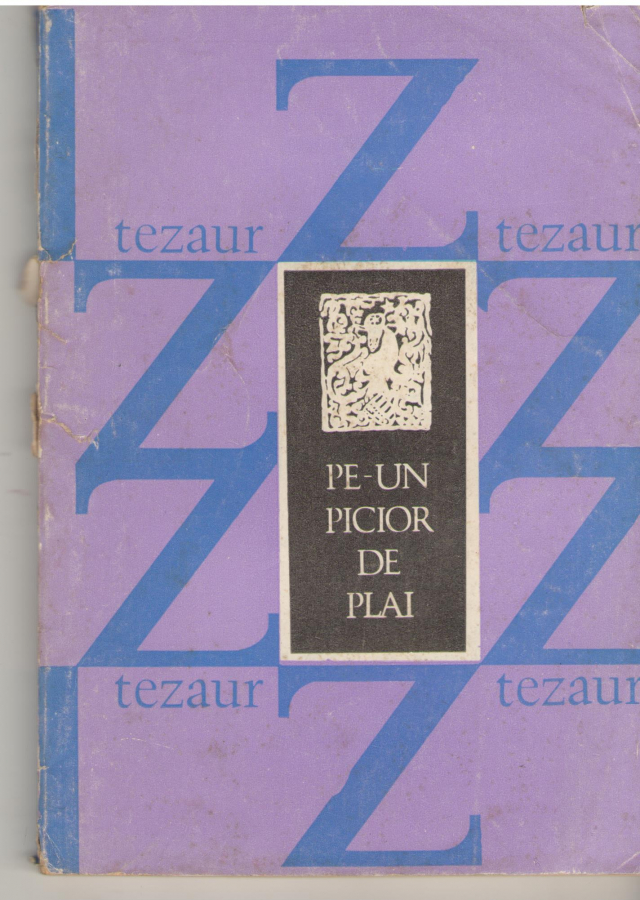 Z
tezaur tezaur
Z Z
PE-UN
PICIOR
DE
PLAI
Z Z
tezaur tezaur
Z